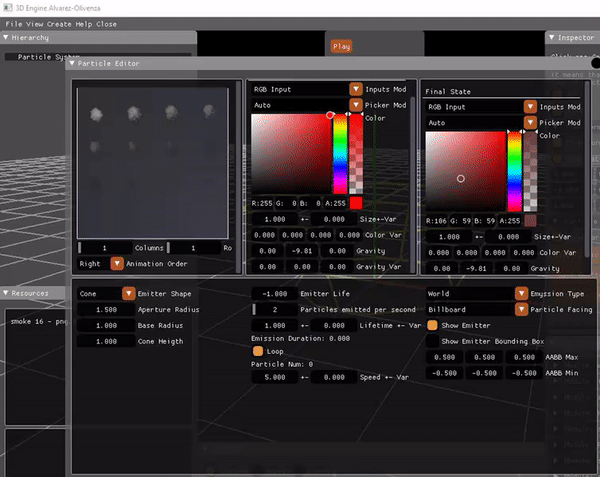 3D Engine Alvarez-Olivenza
File View Create Help Close
Hierarchy
Play
Inspector
Particle System
Particle Editor
RGB Input Inputs Mod
Auto Picker Mod
Color
R:255 G: 0 B: 0 A:255
1.000 +- 0.000 Size+-Var
0.000 0.000 0.000 0.000 Color Var
0.00 -9.81 0.00 Gravity
0.00 0.00 0.00 Gravity Var
Final State
RGB Input Inputs Mod
Auto Picker Mod
Color
R:106 G: 59 B: 59 A:255
1.000 +- 0.000 Size+-Var
0.000 0.000 0.000 0.000 Color Var
0.00 -9.81 0.00 Gravity
1 Columns 1 Ro
Right Animation Order
Resources
smoke 16 - png
Cone Emitter Shape
1.500 Aperture Radius
1.000 Base Radius
1.000 Cone Heigth
-1.000 Emitter Life
2 Particles emitted per second
1.000 +- 0.000 Lifetime +- Var
Emission Duration: 0.000
Loop
Particle Num: 0
5.000 +- 0.000 Speed +- Var
World Emyssion Type
Billboard Particle Facing
Show Emitter
Show Emitter Bounding Box
0.500 0.500 0.500 AABB Max
-0.500 -0.500 -0.500 AABB Min